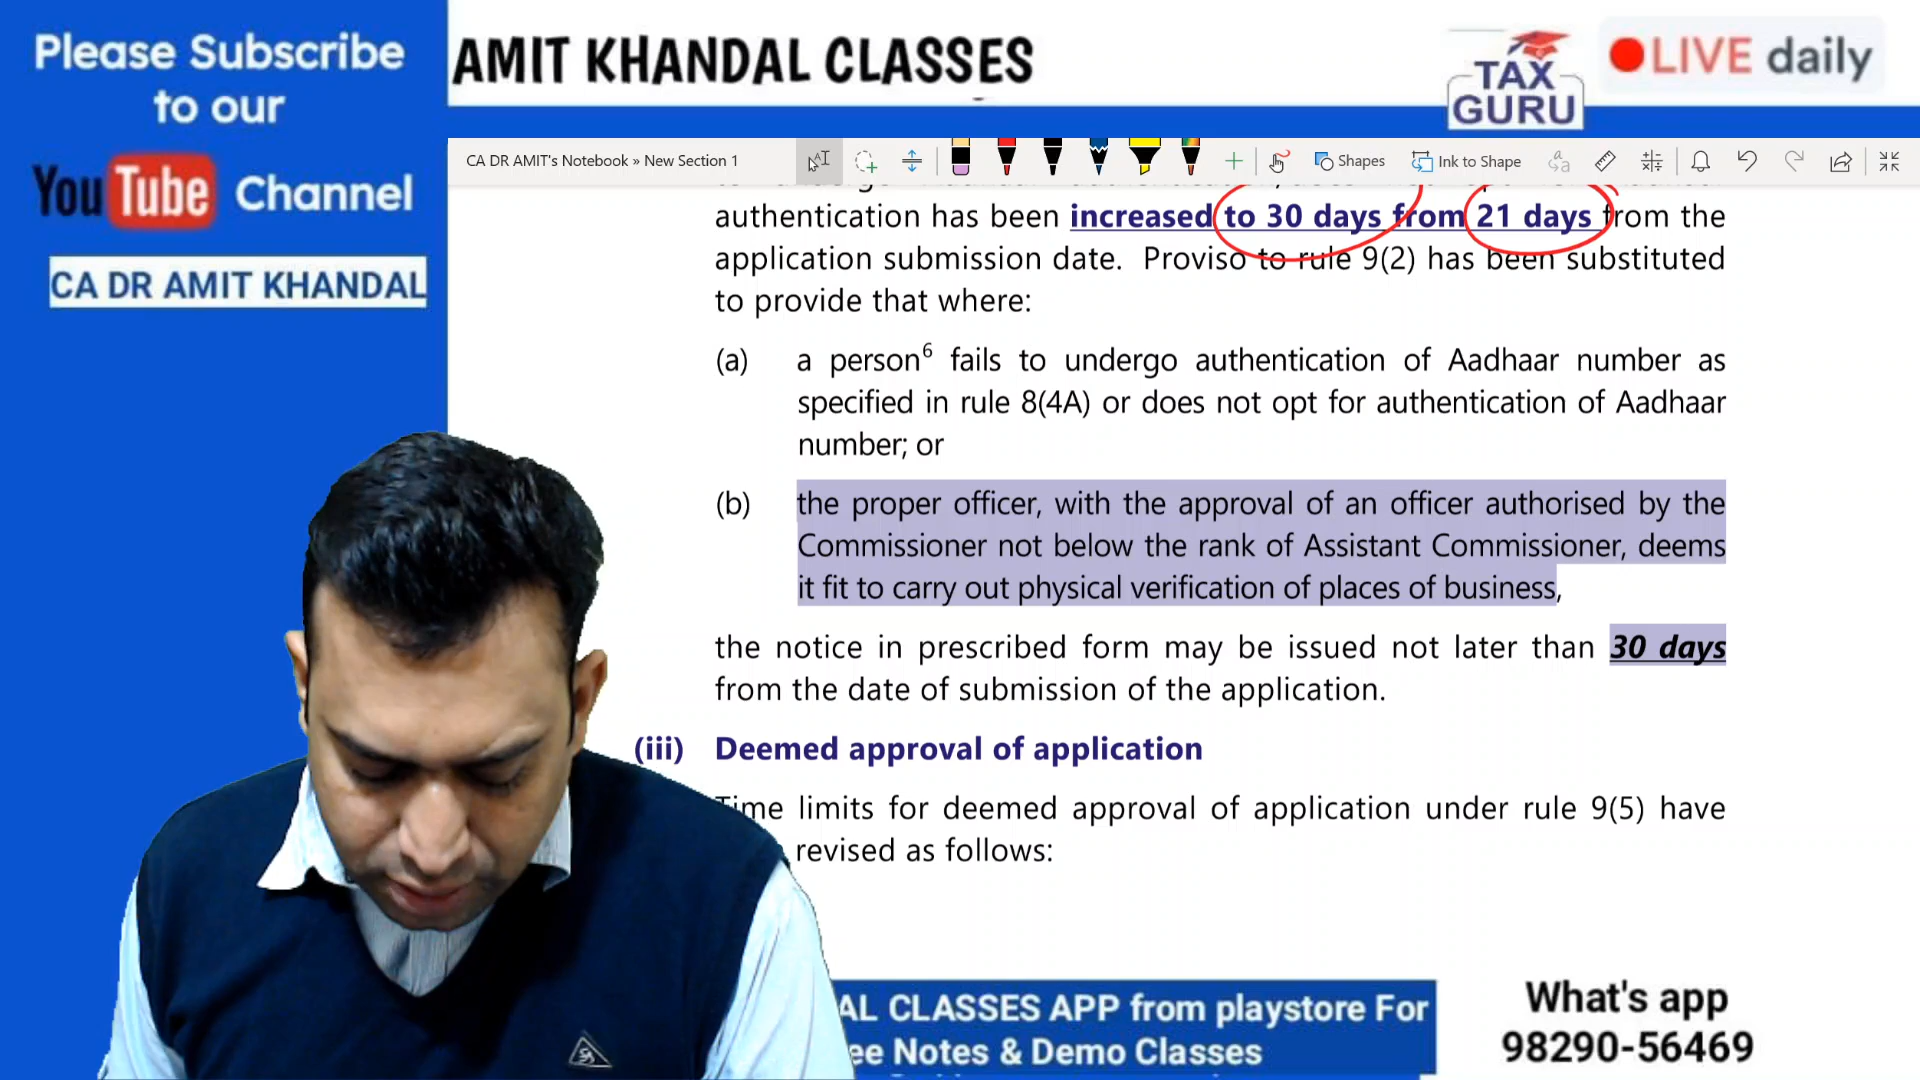 Please Subscribe
to our
YouTube Channel
CA DR AMIT KHANDAL
AMIT KHANDAL CLASSES
TAX
GURU
LIVE daily
CA DR AMIT's Notebook » New Section 1
Shapes
Ink to Shape
authentication has been increased to 30 days from 21 days from the
application submission date. Proviso to rule 9(2) has been substituted
to provide that where:
(a) a person6 fails to undergo authentication of Aadhaar number as
specified in rule 8(4A) or does not opt for authentication of Aadhaar
number; or
(b) the proper officer, with the approval of an officer authorised by the
Commissioner not below the rank of Assistant Commissioner, deems
it fit to carry out physical verification of places of business,
the notice in prescribed form may be issued not later than 30 days
from the date of submission of the application.
(iii) Deemed approval of application
Time limits for deemed approval of application under rule 9(5) have
revised as follows:
AL CLASSES APP from playstore For
ee Notes & Demo Classes
What's app
98290-56469